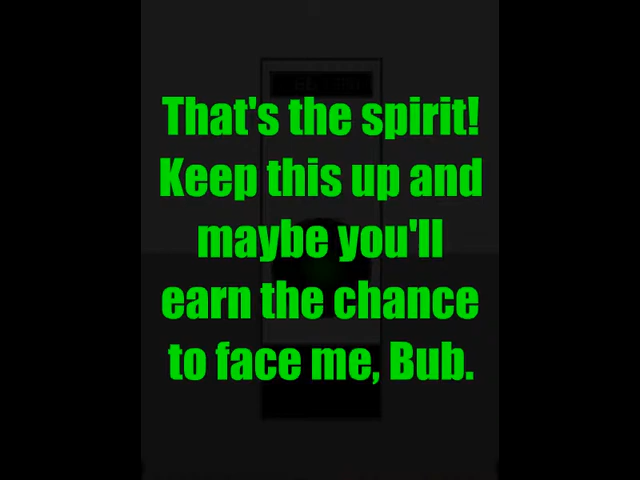 That's the spirit!
Keep this up and
maybe you'll
earn the chance
to face me, Bub.